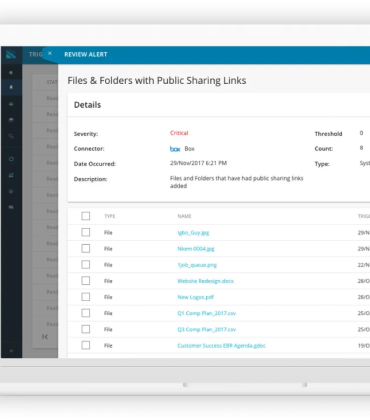 TRIG
REVIEW ALERT
Files & Folders with Public Sharing Links
Details
Severity: Critical Threshold 0
Connector: box Box Count: 8
Date Occurred: 29/Nov/2017 6:21 PM Type: Syst
Description: Files and Folders that have had public sharing links
added
TYPE NAME TRIG
File 29/N
File Nkem-0004.jpg 29/N
File 1job_queue.png 22/N
File Website Redesign.docx 28/O
File New Logos.pdf 28/O
File Q1 Comp Plan_2017.csv 25/O
File Q3 Comp Plan_2017.csv 25/O
File Customer Success EBR Agenda.gdoc 19/O